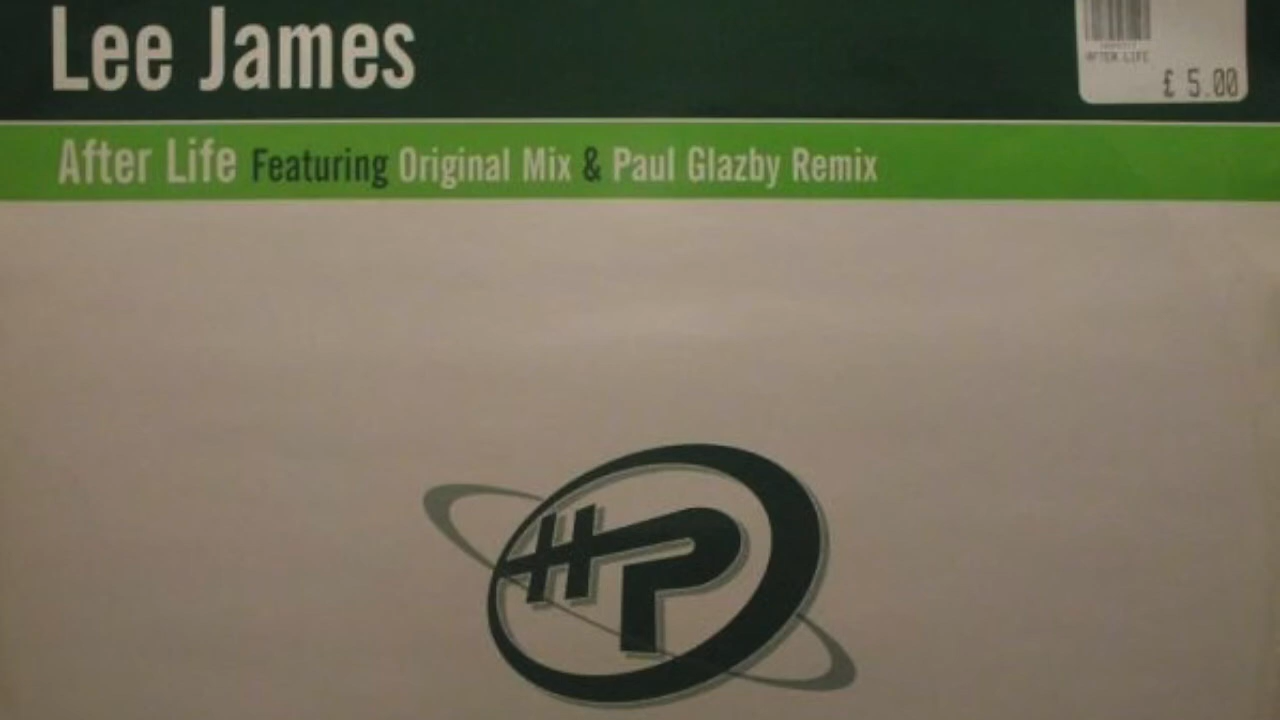 Lee James
AFTER LIFE
£ 5.00
After Life Featuring Original Mix & Paul Glazby Remix
HP